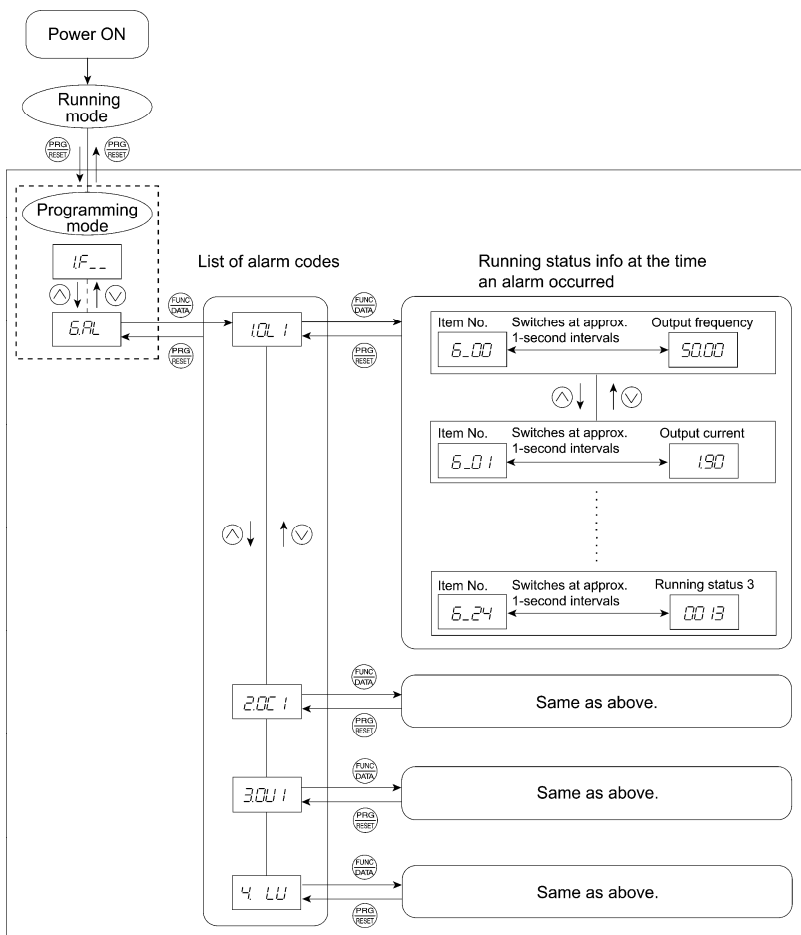 Power ON
Running
mode
PRG
RESET
PRG
RESET
Programming
mode
1.F__
6.AL
FUNC
DATA
PRG
RESET
List of alarm codes
1.OL1
FUNC
DATA
PRG
RESET
Running status info at the time
an alarm occurred
Item No.
Switches at approx.
1-second intervals
Output frequency
6_00
50.00
Item No.
Switches at approx.
1-second intervals
Output current
6_01
1.90
Item No.
Switches at approx.
1-second intervals
Running status 3
6_24
0013
2.OC1
FUNC
DATA
PRG
RESET
Same as above.
3.OU1
FUNC
DATA
PRG
RESET
Same as above.
4. LU
FUNC
DATA
PRG
RESET
Same as above.